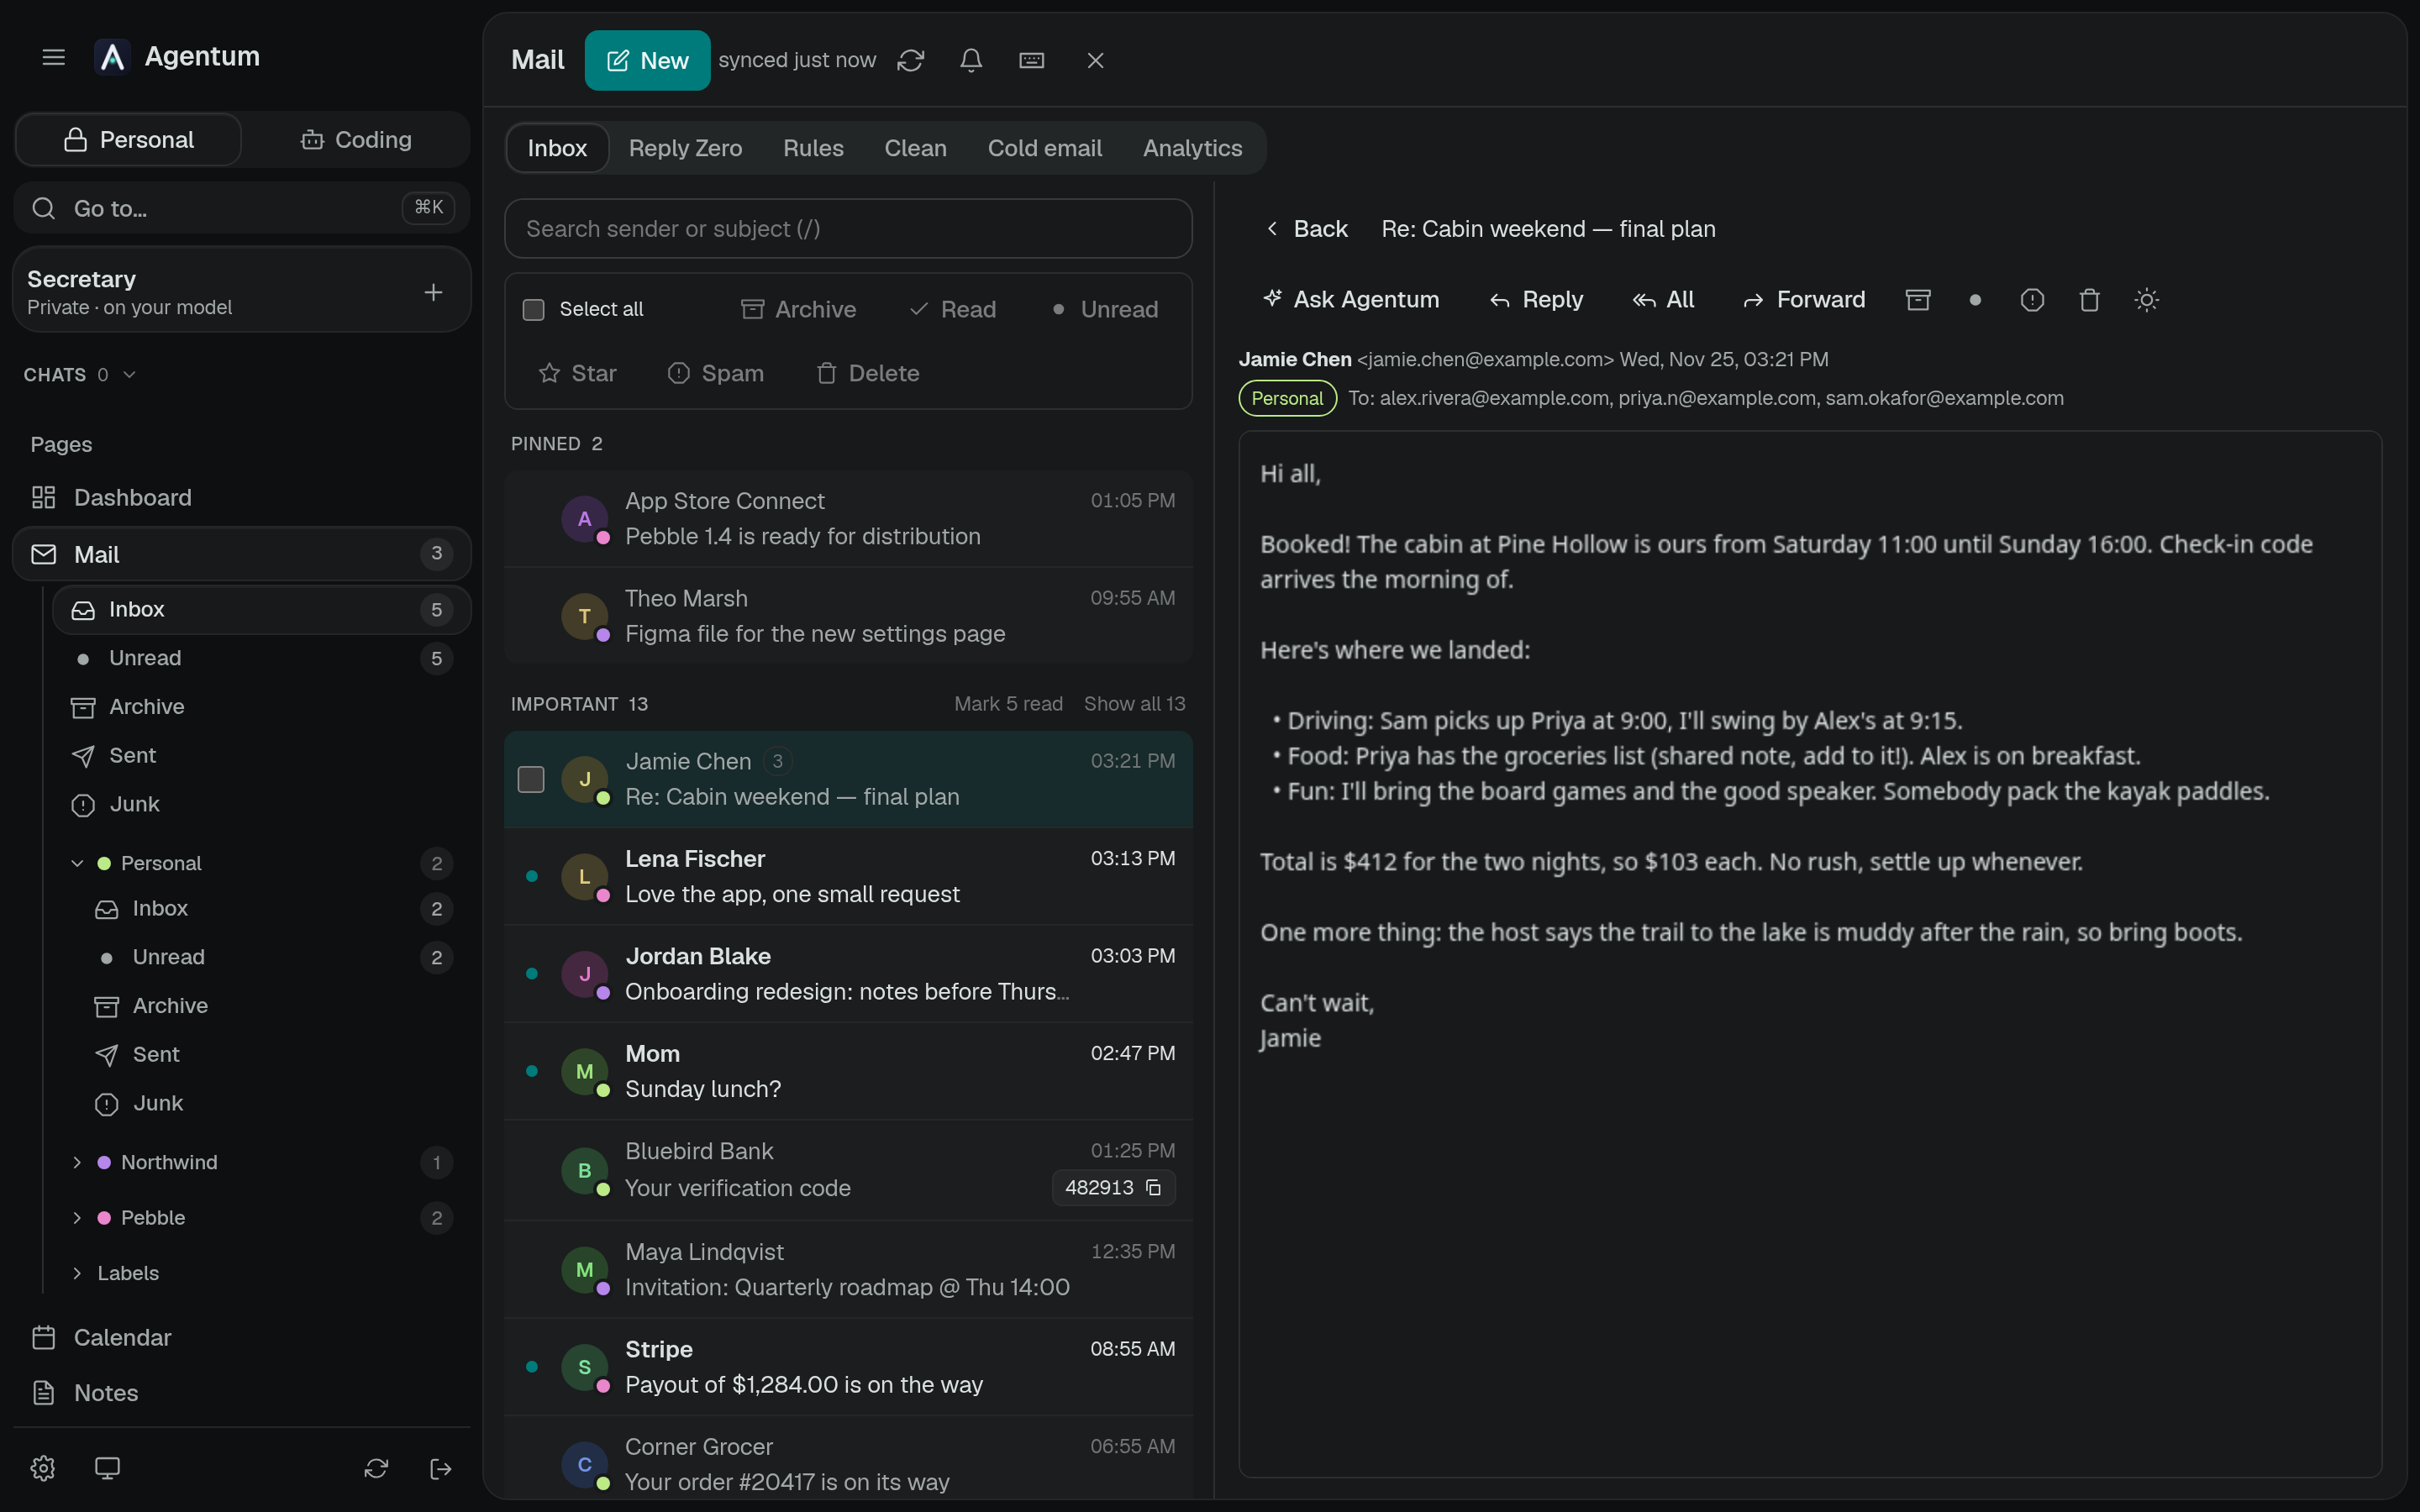 Agentum
Personal
Coding
Go to...
⌘K
Secretary
Private · on your model
CHATS 0
Pages
Dashboard
Mail 3
Inbox 5
Unread 5
Archive
Sent
Junk
Personal 2
Inbox 2
Unread 2
Archive
Sent
Junk
Northwind 1
Pebble 2
Labels
Calendar
Notes
Mail
New
synced just now
Inbox
Reply Zero
Rules
Clean
Cold email
Analytics
Search sender or subject (/)
Select all
Archive
Read
Unread
Star
Spam
Delete
PINNED 2
A
App Store Connect 01:05 PM
Pebble 1.4 is ready for distribution
T
Theo Marsh 09:55 AM
Figma file for the new settings page
IMPORTANT 13 Mark 5 read Show all 13
J
Jamie Chen 3 03:21 PM
Re: Cabin weekend — final plan
L
Lena Fischer 03:13 PM
Love the app, one small request
J
Jordan Blake 03:03 PM
Onboarding redesign: notes before Thurs...
M
Mom 02:47 PM
Sunday lunch?
B
Bluebird Bank 01:25 PM
Your verification code 482913
M
Maya Lindqvist 12:35 PM
Invitation: Quarterly roadmap @ Thu 14:00
S
Stripe 08:55 AM
Payout of $1,284.00 is on the way
C
Corner Grocer 06:55 AM
Your order #20417 is on its way
Back
Re: Cabin weekend — final plan
Ask Agentum
Reply
All
Forward
Jamie Chen <jamie.chen@example.com> Wed, Nov 25, 03:21 PM
Personal To: alex.rivera@example.com, priya.n@example.com, sam.okafor@example.com
Hi all,
Booked! The cabin at Pine Hollow is ours from Saturday 11:00 until Sunday 16:00. Check-in code
arrives the morning of.
Here's where we landed:
• Driving: Sam picks up Priya at 9:00, I'll swing by Alex's at 9:15.
• Food: Priya has the groceries list (shared note, add to it!). Alex is on breakfast.
• Fun: I'll bring the board games and the good speaker. Somebody pack the kayak paddles.
Total is $412 for the two nights, so $103 each. No rush, settle up whenever.
One more thing: the host says the trail to the lake is muddy after the rain, so bring boots.
Can't wait,
Jamie